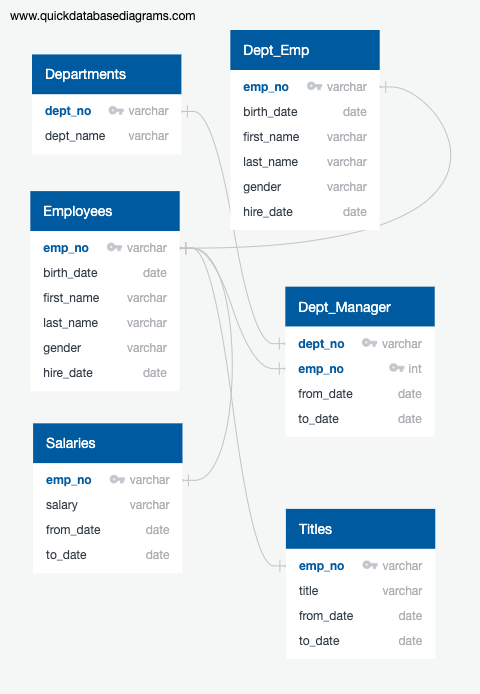 www.quickdatabasediagrams.com
Departments
dept_no varchar
dept_name varchar
Dept_Emp
emp_no varchar
birth_date date
first_name varchar
last_name varchar
gender varchar
hire_date date
Employees
emp_no varchar
birth_date date
first_name varchar
last_name varchar
gender varchar
hire_date date
Dept_Manager
dept_no varchar
emp_no int
from_date date
to_date date
Salaries
emp_no varchar
salary varchar
from_date date
to_date date
Titles
emp_no varchar
title varchar
from_date date
to_date date